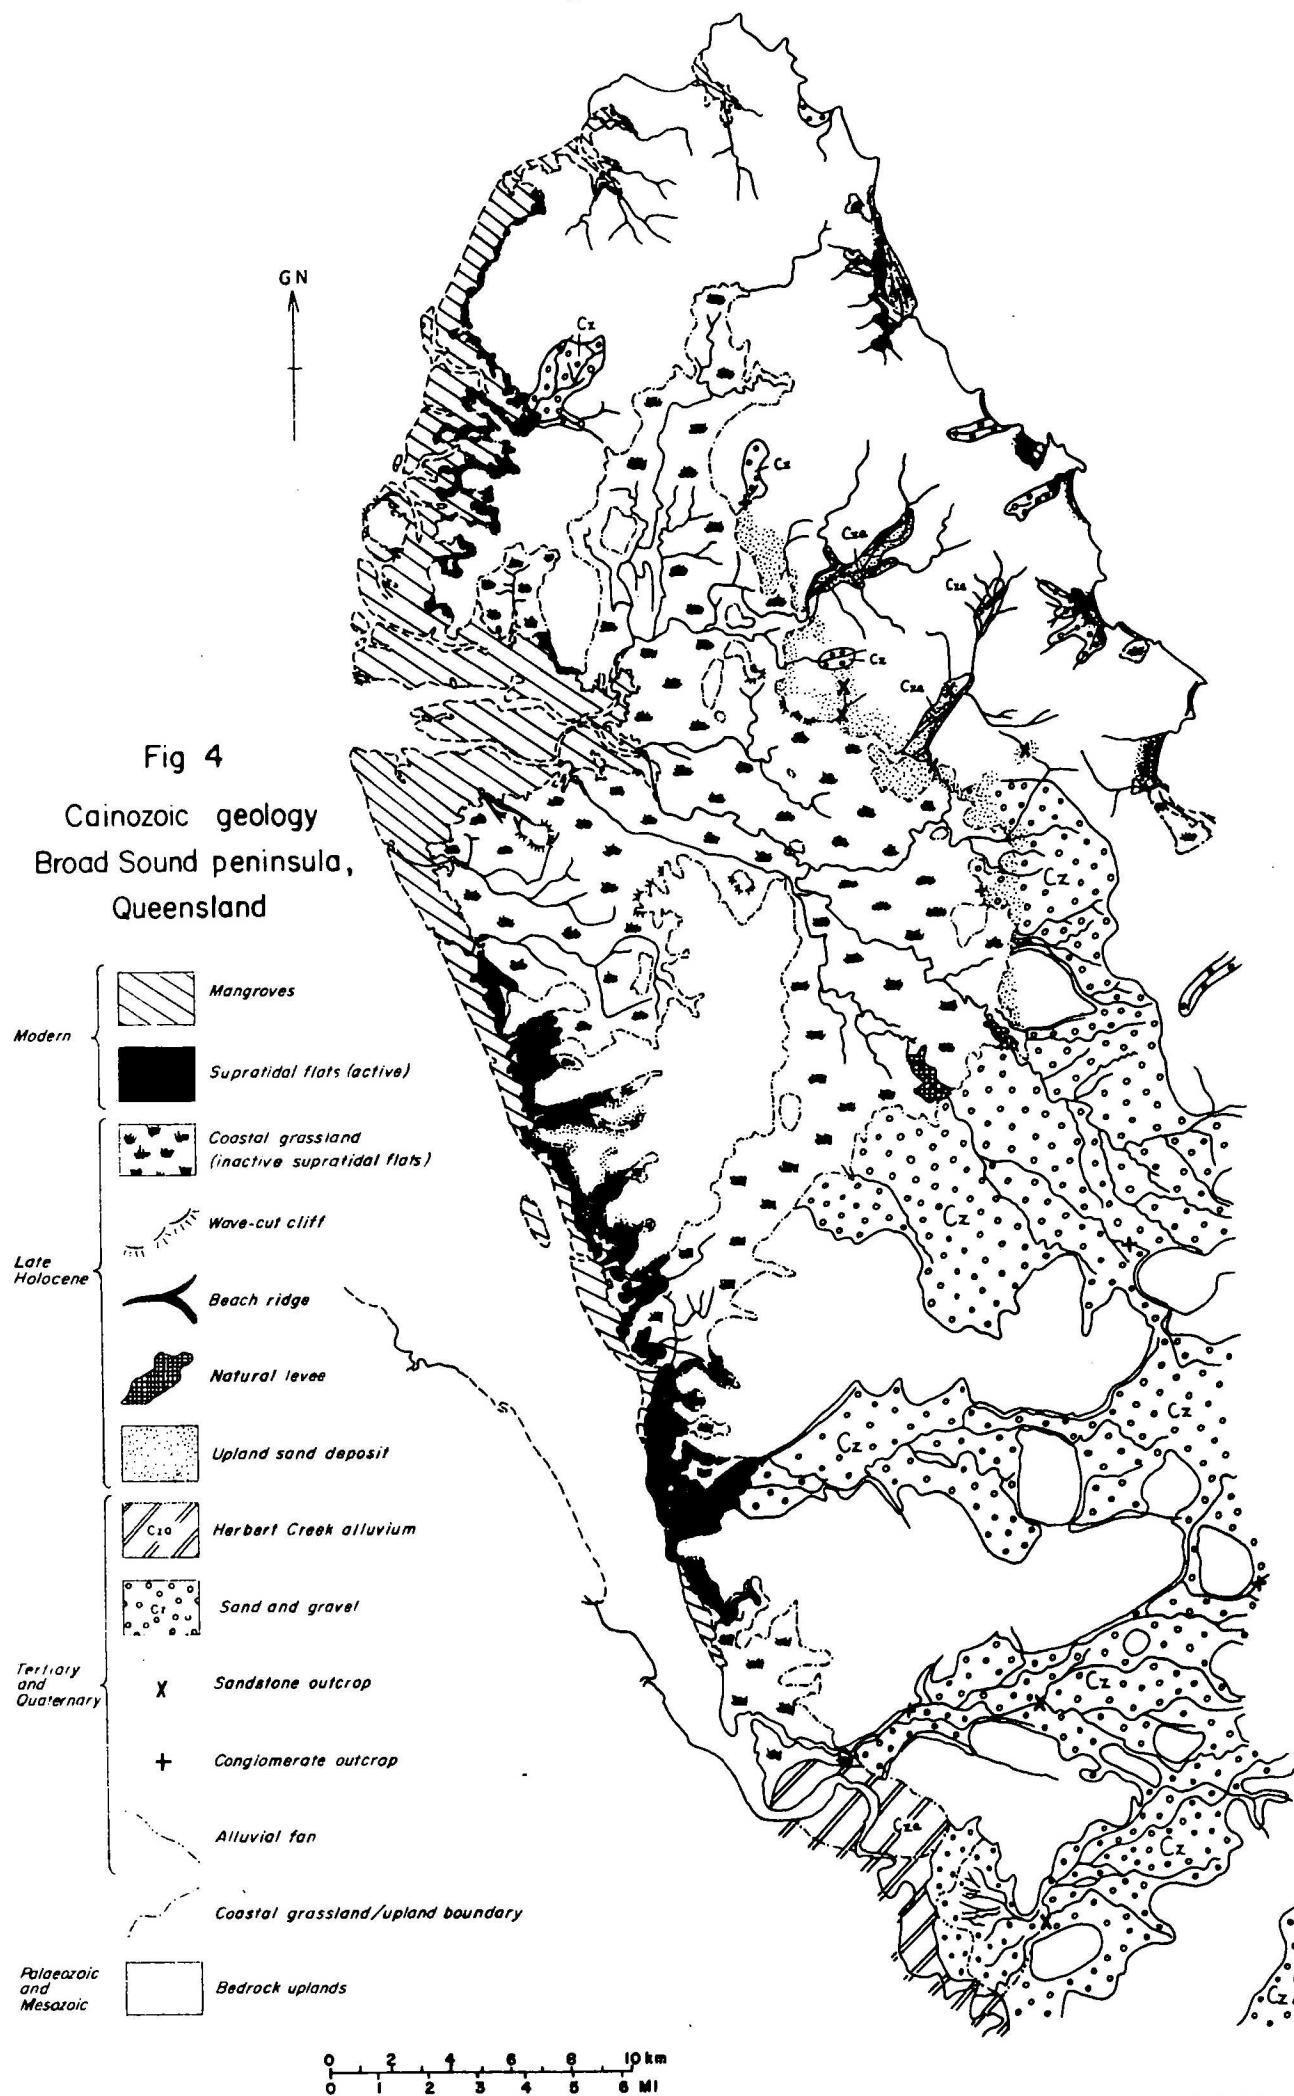 GN
Cz
Cz
Cza
Cza
Cz
Cza
Fig 4
Cainozoic geology
Broad Sound peninsula,
Queensland
Cz
Modern
Mangroves
Supratidal flats (active)
Late
Holocene
Coastal grassland
(inactive supratidal flats)
Wave-cut cliff
Beach ridge
Natural levee
Upland sand deposit
Cz
Cz
Cz
Tertiary
and
Quaternary
Cza
Herbert Creek alluvium
Cz
Sand and gravel
Sandstone outcrop
Conglomerate outcrop
Alluvial fan
Coastal grassland/upland boundary
Cz
Cza
Cz
Palaeozoic
and
Mesozoic
Bedrock uplands
Cz
0 2 4 6 8 10 km
0 1 2 3 4 5 6 MI